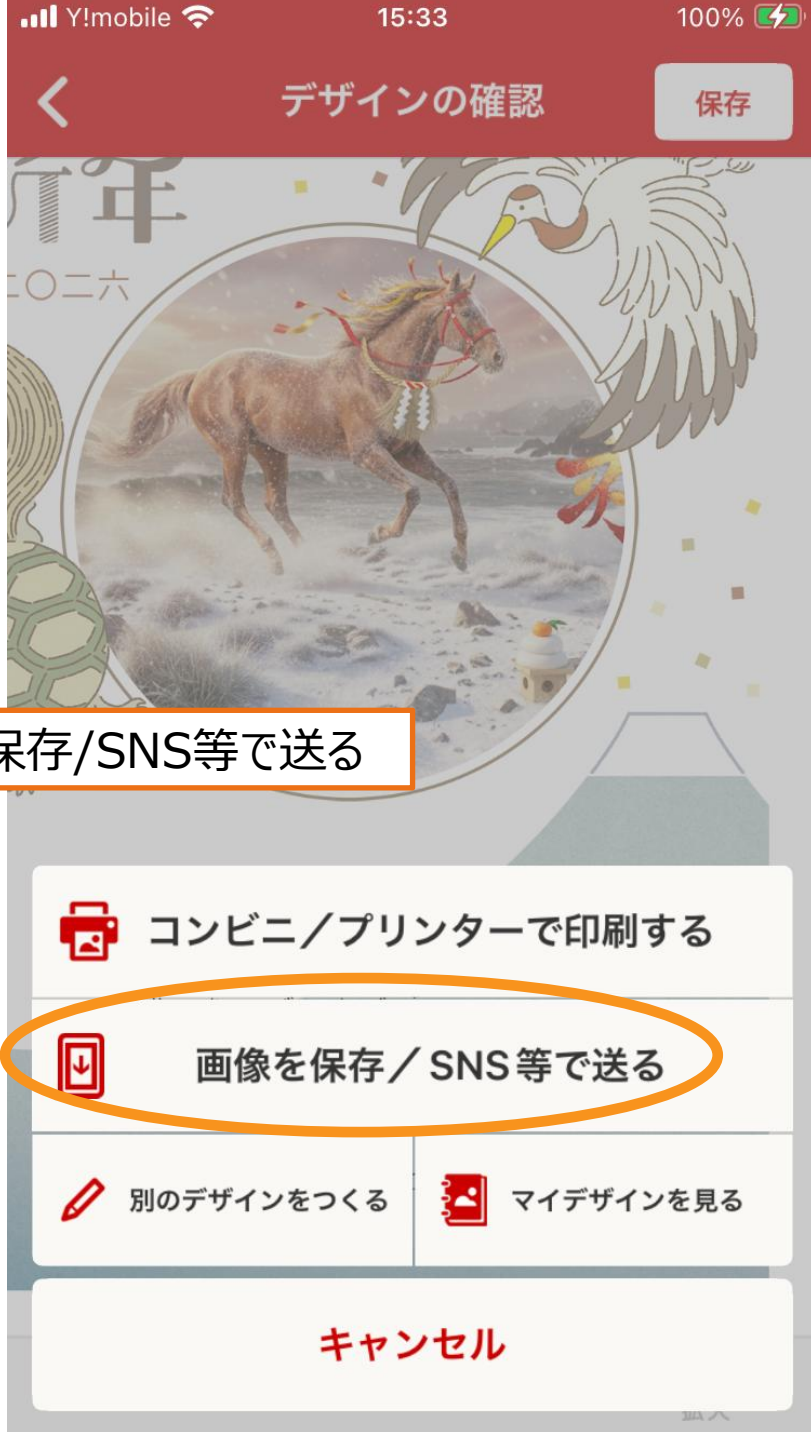 Y!mobile 15:33 100%
デザインの確認
保存
新年
二〇二六
保存/SNS等で送る
コンビニ／プリンターで印刷する
画像を保存／SNS等で送る
別のデザインをつくる
マイデザインを見る
キャンセル
拡大